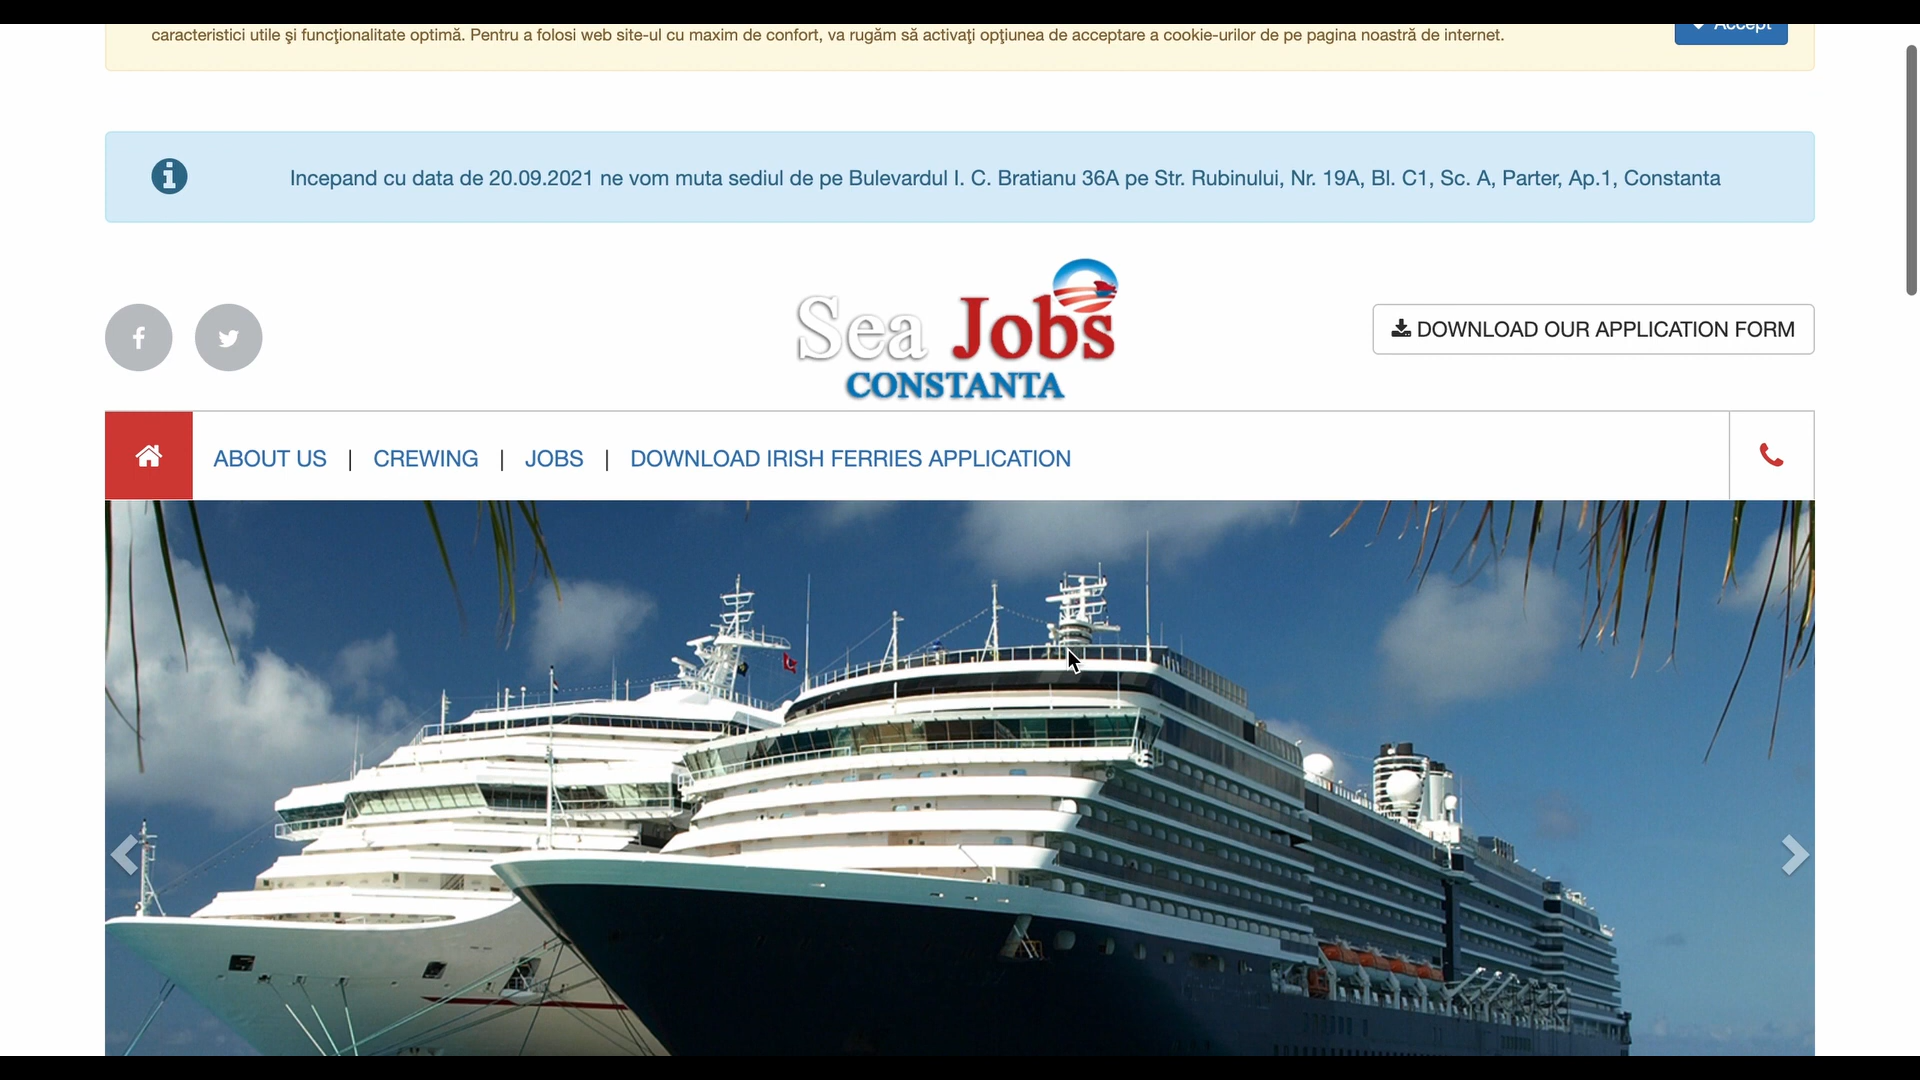 caracteristici utile şi funcţionalitate optimă. Pentru a folosi web site-ul cu maxim de confort, va rugăm să activaţi opţiunea de acceptare a cookie-urilor de pe pagina noastră de internet.
Accept
Incepand cu data de 20.09.2021 ne vom muta sediul de pe Bulevardul I. C. Bratianu 36A pe Str. Rubinului, Nr. 19A, Bl. C1, Sc. A, Parter, Ap.1, Constanta
Sea Jobs
CONSTANTA
DOWNLOAD OUR APPLICATION FORM
ABOUT US | CREWING | JOBS | DOWNLOAD IRISH FERRIES APPLICATION